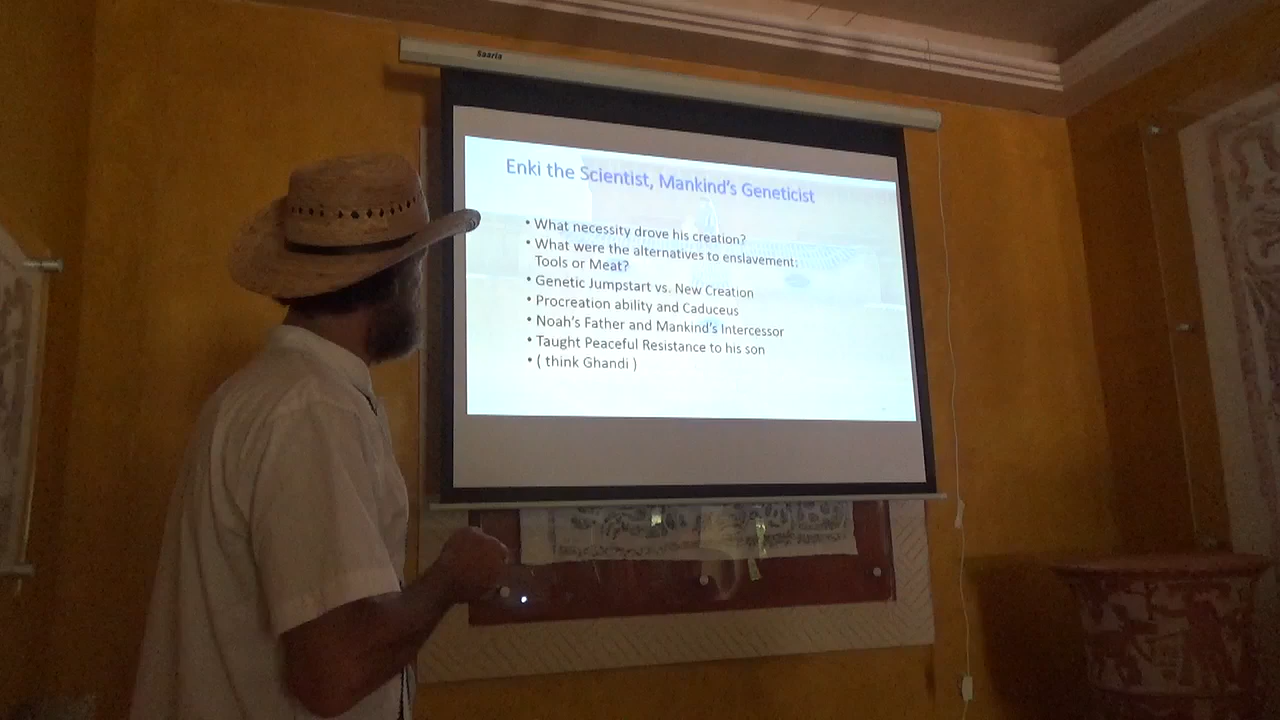 Saaria
Enki the Scientist, Mankind's Geneticist
• What necessity drove his creation?
• What were the alternatives to enslavement;
Tools or Meat?
• Genetic Jumpstart vs. New Creation
• Procreation ability and Caduceus
• Noah's Father and Mankind's Intercessor
• Taught Peaceful Resistance to his son
• ( think Ghandi )